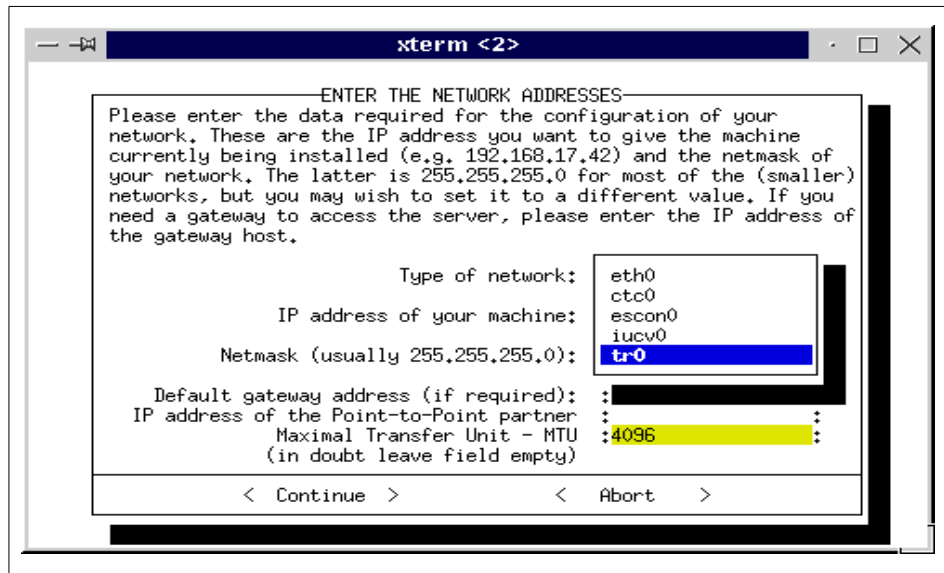 xterm <2>
ENTER THE NETWORK ADDRESSES
Please enter the data required for the configuration of your
network. These are the IP address you want to give the machine
currently being installed (e.g. 192.168.17.42) and the netmask of
your network. The latter is 255.255.255.0 for most of the (smaller)
networks, but you may wish to set it to a different value. If you
need a gateway to access the server, please enter the IP address of
the gateway host.
Type of network: eth0
ctc0
IP address of your machine: escon0
iucv0
Netmask (usually 255.255.255.0): tr0
Default gateway address (if required): :
IP address of the Point-to-Point partner : :
Maximal Transfer Unit - MTU :4096 :
(in doubt leave field empty)
< Continue > < Abort >